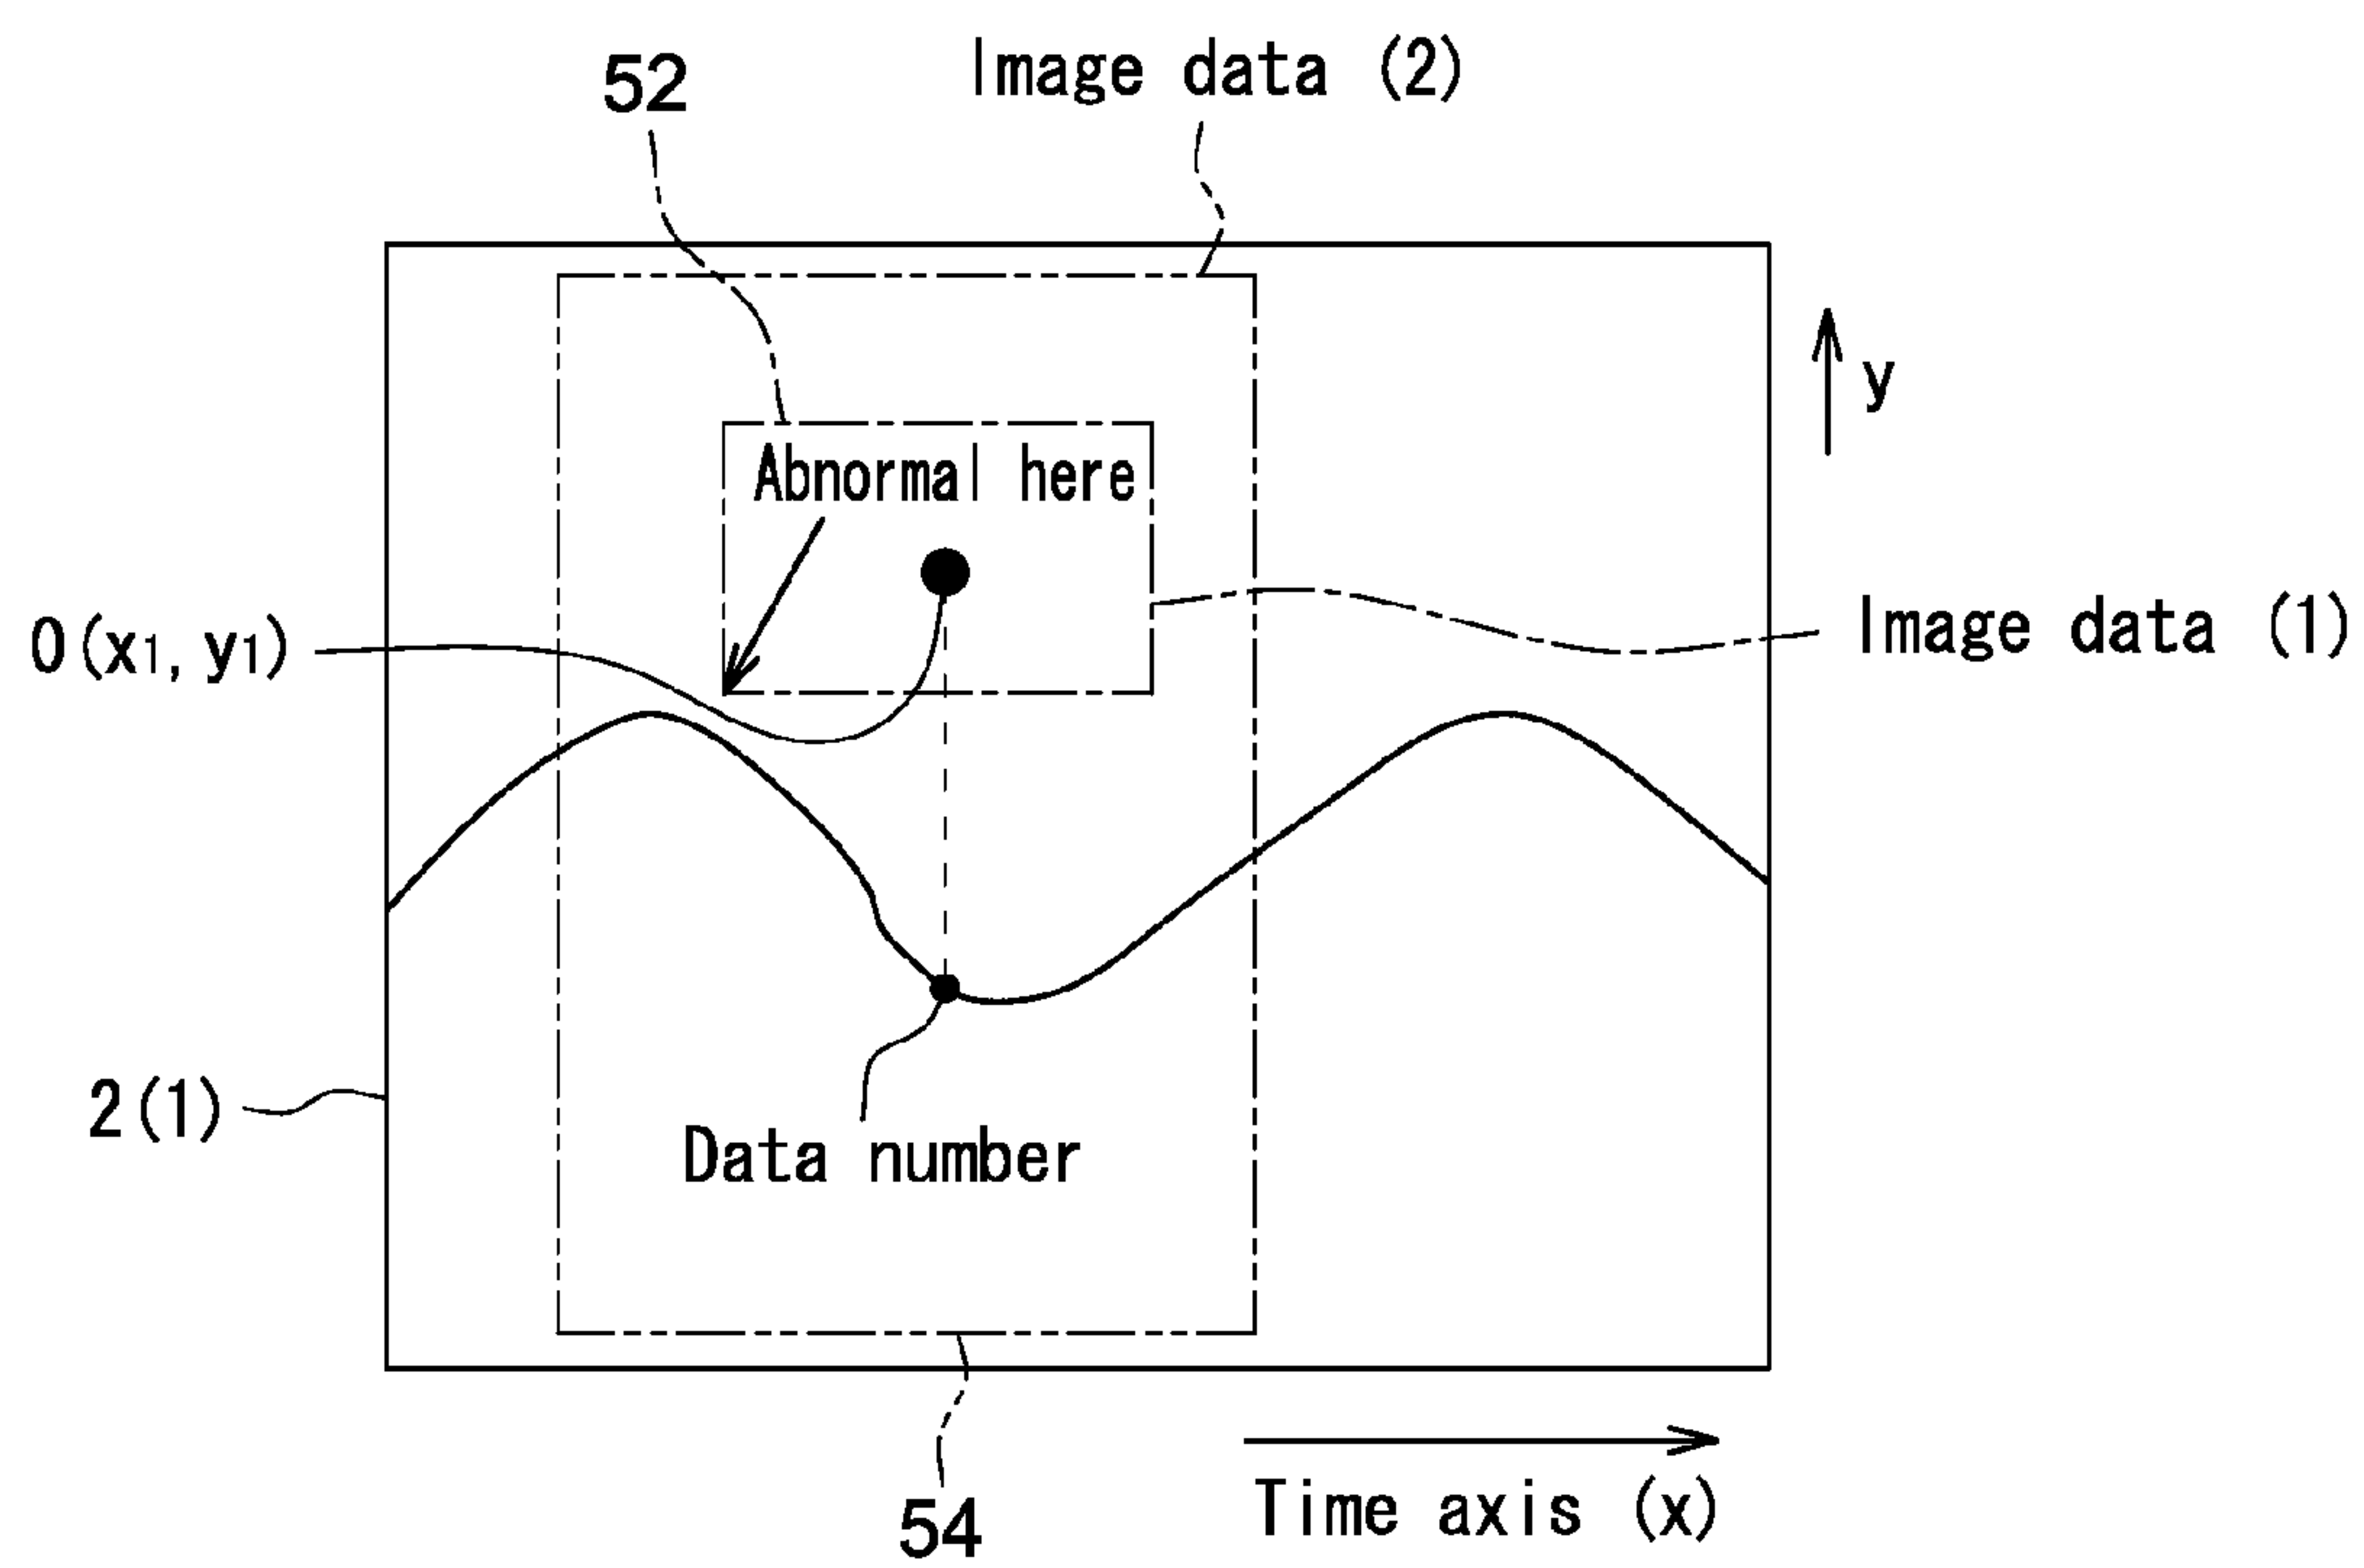 52
Image data (2)
y
Abnormal here
O(x1, y1)
Image data (1)
2(1)
Data number
Time axis (x)
54